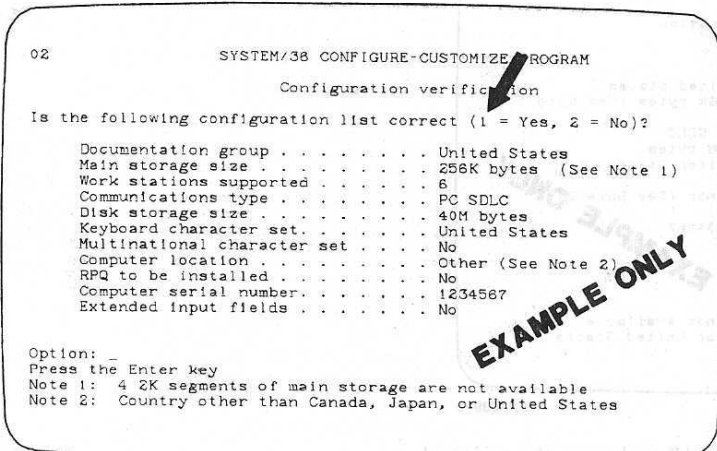 02 SYSTEM/36 CONFIGURE-CUSTOMIZE PROGRAM
Configuration verification
Is the following configuration list correct (1 = Yes, 2 = No)?
Documentation group . . . . . . . . United States
Main storage size . . . . . . . . . 256K bytes (See Note 1)
Work stations supported . . . . . . 6
Communications type . . . . . . . . PC SDLC
Disk storage size . . . . . . . . . 40M bytes
Keyboard character set. . . . . . . United States
Multinational character set . . . . No
Computer location . . . . . . . . . Other (See Note 2)
RPQ to be installed . . . . . . . . No
Computer serial number. . . . . . . 1234567
Extended input fields . . . . . . . No
EXAMPLE ONLY
Option: _
Press the Enter key
Note 1: 4 2K segments of main storage are not available
Note 2: Country other than Canada, Japan, or United States